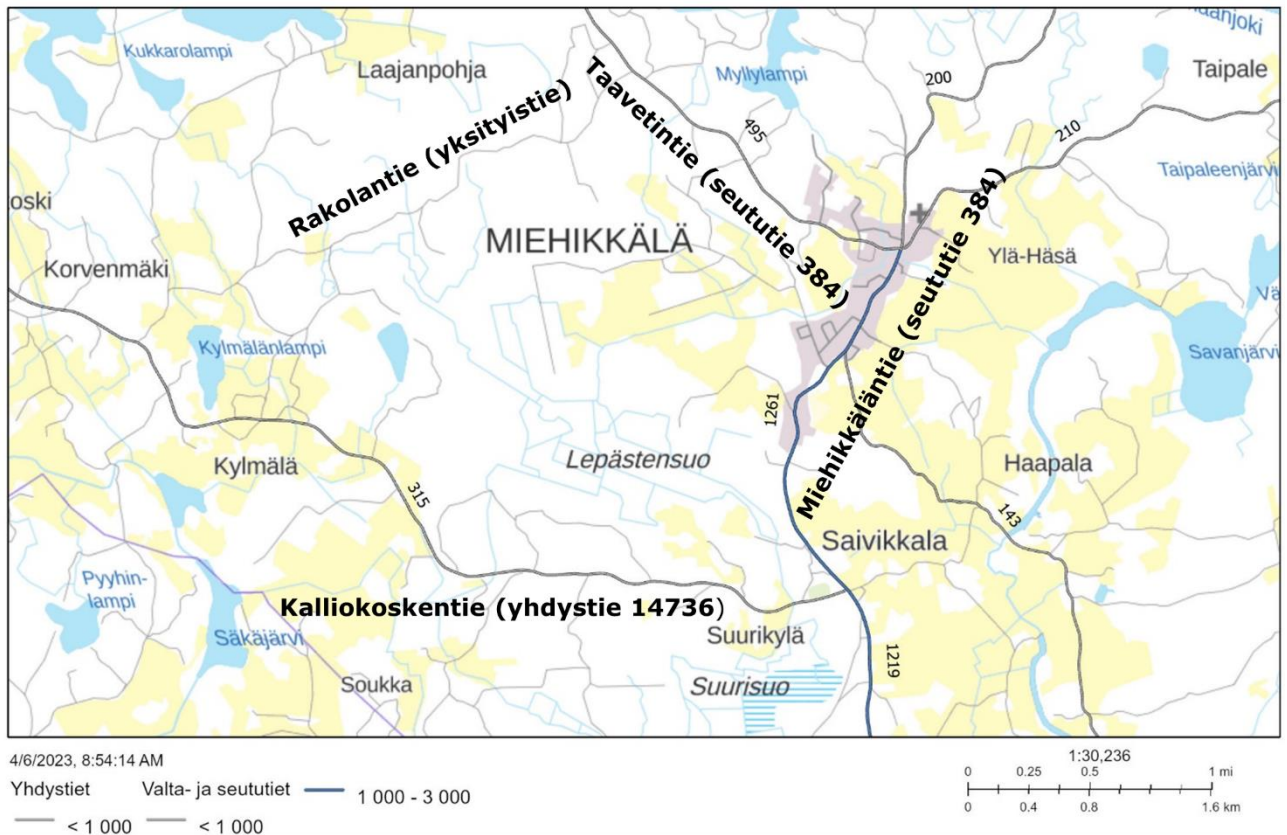 Kukkarolampi
Laajanpohja
Myllylampi
200
Taipale
210
Taavetintie (seututie 384)
495
Rakolantie (yksityistie)
Taipaleenjärvi
oski
MIEHIKKÄLÄ
Korvenmäki
Ylä-Häsä
Vä
Kylmälänlampi
Savanjärvi
Miehikkäläntie (seututie 384)
1261
Lepästensuo
Kylmälä
Haapala
315
143
Saivikkala
Pyyhin-
lampi
Kalliokoskentie (yhdystie 14736)
Säkäjärvi
Suurikylä
1219
Soukka
Suurisuo
4/6/2023, 8:54:14 AM
Yhdystiet Valta- ja seututiet 1 000 - 3 000
< 1 000 < 1 000
1:30,236
0 0.25 0.5 1 mi
0 0.4 0.8 1.6 km